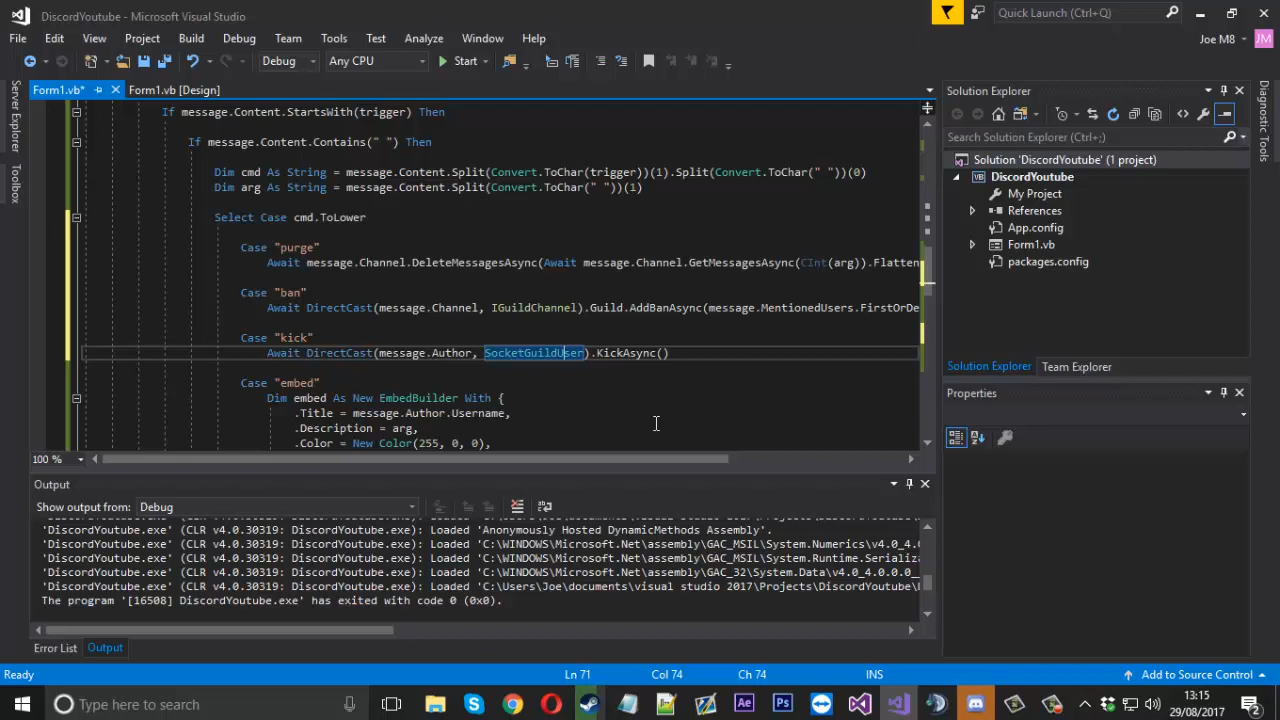 DiscordYoutube - Microsoft Visual Studio
Quick Launch (Ctrl+Q)
File Edit View Project Build Debug Team Tools Test Analyze Window Help
Joe M8 JM
Debug Any CPU Start
Server Explorer
Toolbox
Form1.vb* Form1.vb [Design]
If message.Content.StartsWith(trigger) Then
If message.Content.Contains(" ") Then
Dim cmd As String = message.Content.Split(Convert.ToChar(trigger))(1).Split(Convert.ToChar(" "))(0)
Dim arg As String = message.Content.Split(Convert.ToChar(" "))(1)
Select Case cmd.ToLower
Case "purge"
Await message.Channel.DeleteMessagesAsync(Await message.Channel.GetMessagesAsync(CInt(arg)).Flatten
Case "ban"
Await DirectCast(message.Channel, IGuildChannel).Guild.AddBanAsync(message.MentionedUsers.FirstOrDe
Case "kick"
Await DirectCast(message.Author, SocketGuildUser).KickAsync()
Case "embed"
Dim embed As New EmbedBuilder With {
.Title = message.Author.Username,
.Description = arg,
.Color = New Color(255, 0, 0),
100 %
Solution Explorer
Search Solution Explorer (Ctrl+;)
Solution 'DiscordYoutube' (1 project)
VB DiscordYoutube
My Project
References
App.config
Form1.vb
packages.config
Solution Explorer Team Explorer
Properties
Diagnostic Tools
Output
Show output from: Debug
'DiscordYoutube.exe' (CLR v4.0.30319: DiscordYoutube.exe): Loaded 'Anonymously Hosted DynamicMethods Assembly'.
'DiscordYoutube.exe' (CLR v4.0.30319: DiscordYoutube.exe): Loaded 'C:\WINDOWS\Microsoft.Net\assembly\GAC_MSIL\System.Numerics\v4.0_4.0
'DiscordYoutube.exe' (CLR v4.0.30319: DiscordYoutube.exe): Loaded 'C:\WINDOWS\Microsoft.Net\assembly\GAC_MSIL\System.Runtime.Serializa
'DiscordYoutube.exe' (CLR v4.0.30319: DiscordYoutube.exe): Loaded 'C:\WINDOWS\Microsoft.Net\assembly\GAC_32\System.Data\v4.0_4.0.0.0__
'DiscordYoutube.exe' (CLR v4.0.30319: DiscordYoutube.exe): Loaded 'C:\Users\Joe\documents\visual studio 2017\Projects\DiscordYoutube\
The program '[16508] DiscordYoutube.exe' has exited with code 0 (0x0).
Error List Output
Ready Ln 71 Col 74 Ch 74 INS Add to Source Control
Type here to search
Ae Ps
13:15
29/08/2017
2